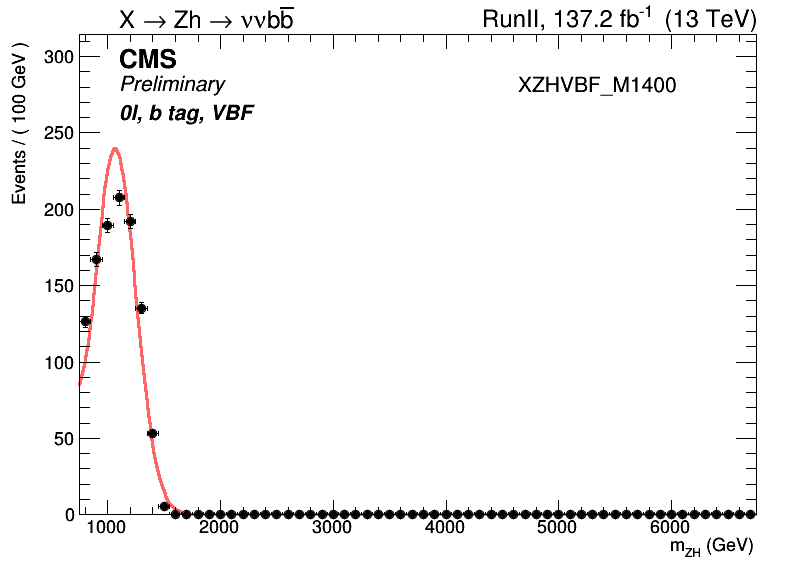 X → Zh → ννbb̅
RunII, 137.2 fb⁻¹ (13 TeV)
CMS
Preliminary
0l, b tag, VBF
XZHVBF_M1400
Events / ( 100 GeV )
300
250
200
150
100
50
0
1000 2000 3000 4000 5000 6000
m_ZH (GeV)